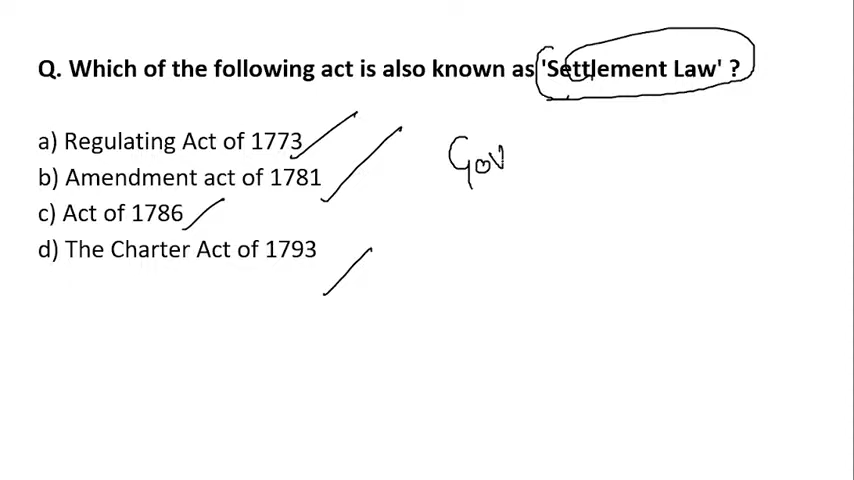 Q. Which of the following act is also known as 'Settlement Law' ?
a) Regulating Act of 1773
b) Amendment act of 1781
c) Act of 1786
d) The Charter Act of 1793
Gov